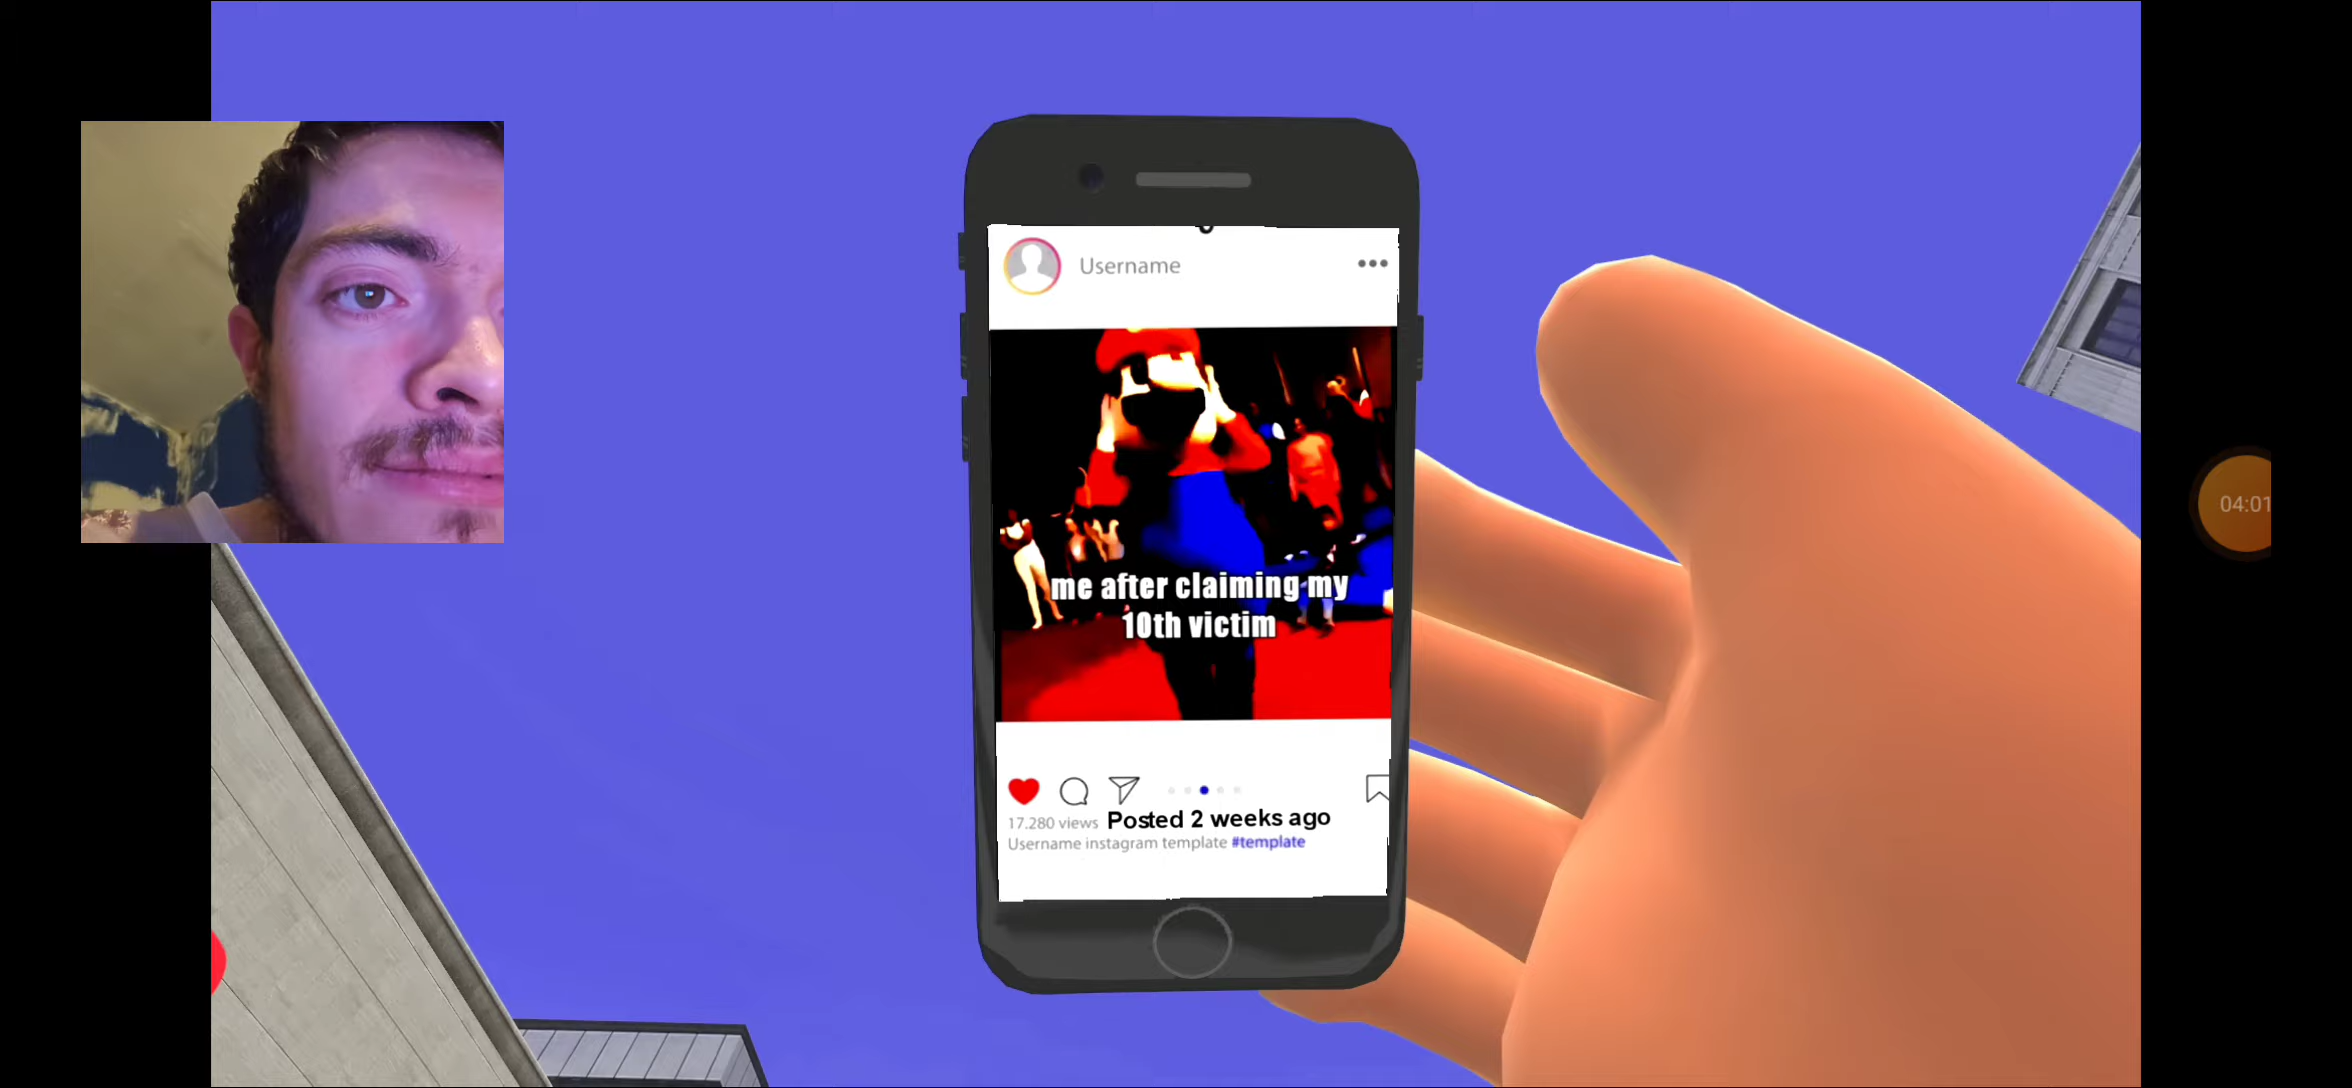 Username
me after claiming my
10th victim
17.280 views Posted 2 weeks ago
Username instagram template #template
04:01